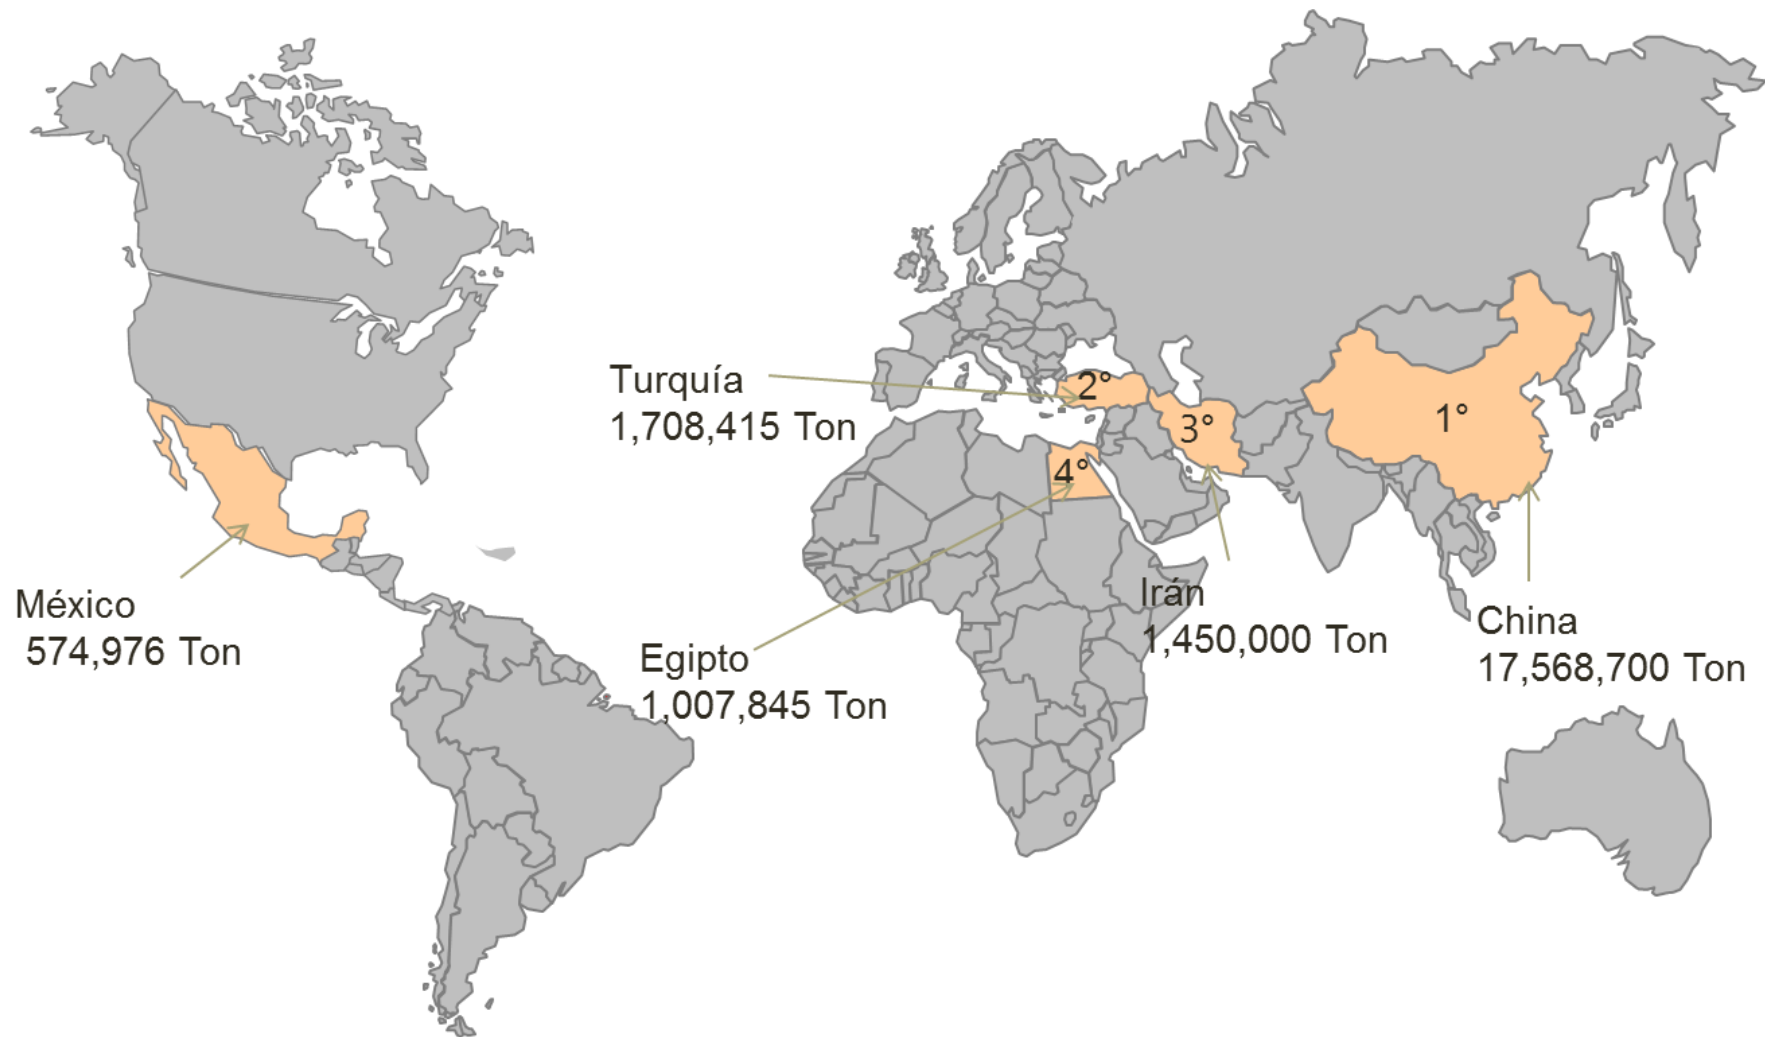 Turquía
1,708,415 Ton
2°
3°
1°
4°
México
574,976 Ton
Egipto
1,007,845 Ton
Irán
1,450,000 Ton
China
17,568,700 Ton